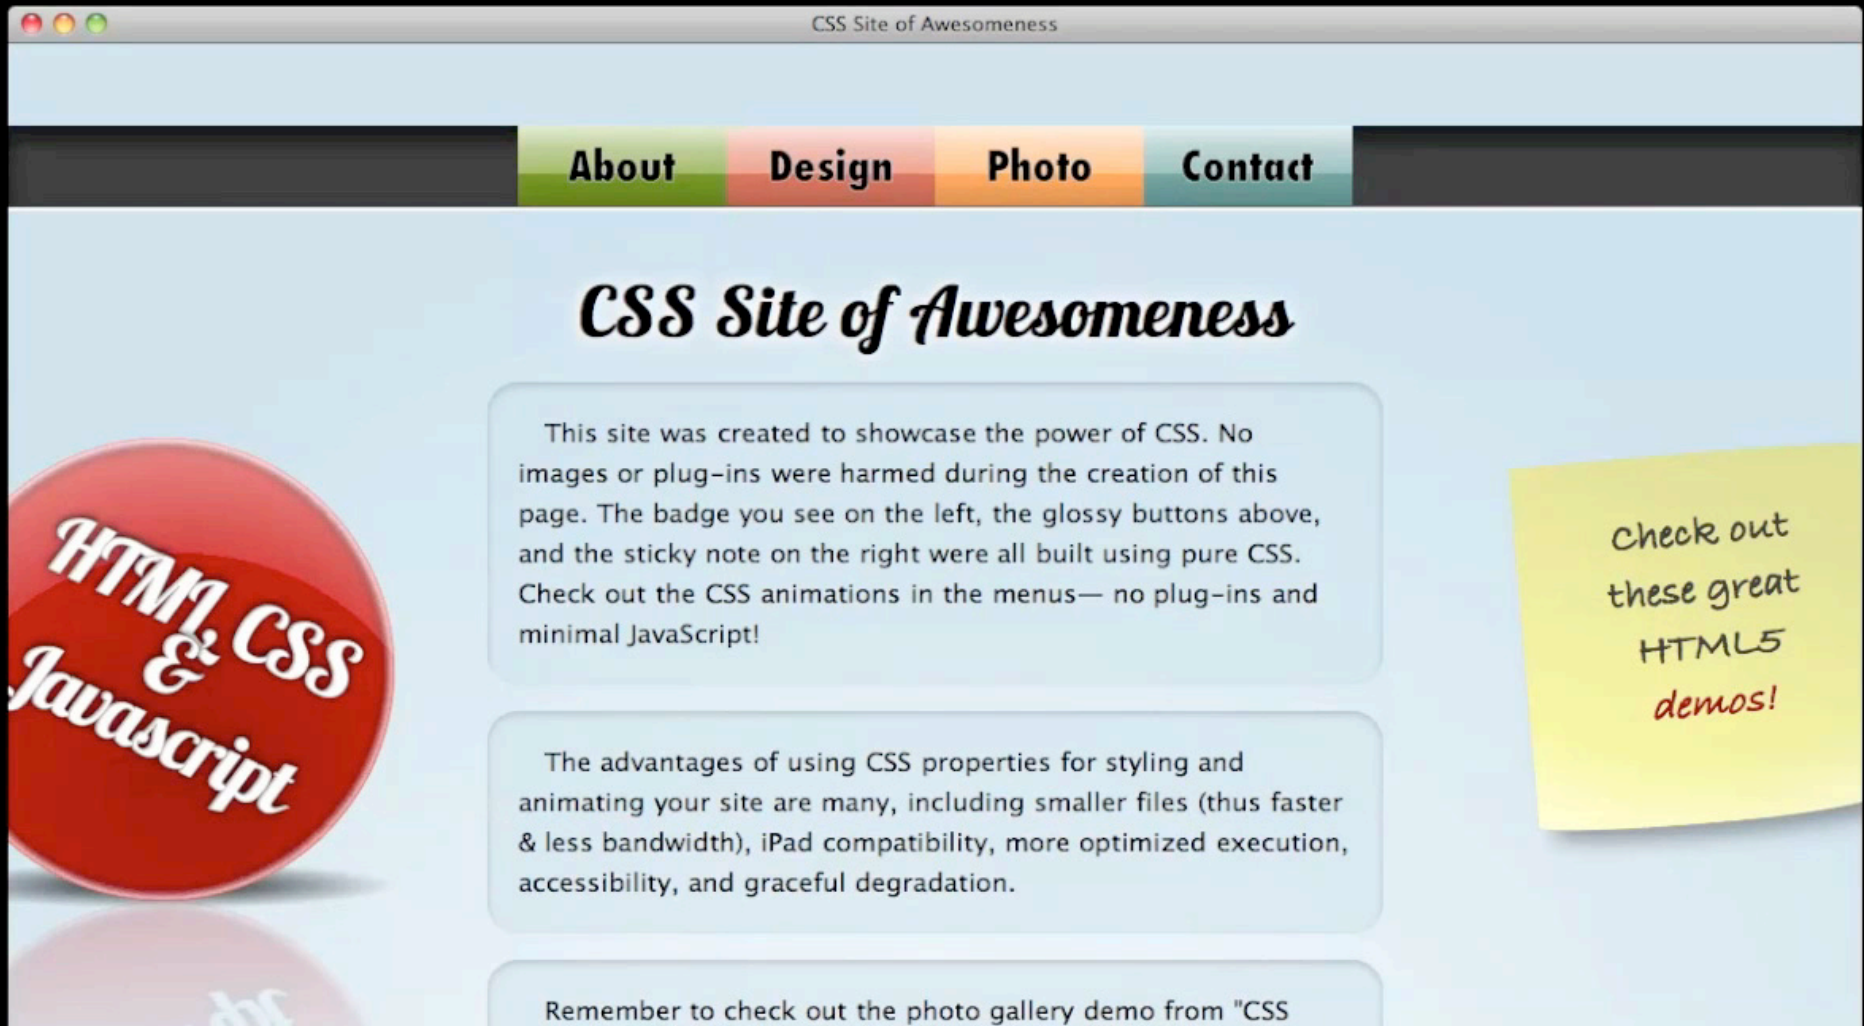 CSS Site of Awesomeness
About Design Photo Contact
CSS Site of Awesomeness
This site was created to showcase the power of CSS. No
images or plug-ins were harmed during the creation of this
page. The badge you see on the left, the glossy buttons above,
and the sticky note on the right were all built using pure CSS.
Check out the CSS animations in the menus— no plug-ins and
minimal JavaScript!
HTML, CSS
&
Javascript
Check out
these great
HTML5
demos!
The advantages of using CSS properties for styling and
animating your site are many, including smaller files (thus faster
& less bandwidth), iPad compatibility, more optimized execution,
accessibility, and graceful degradation.
Remember to check out the photo gallery demo from "CSS